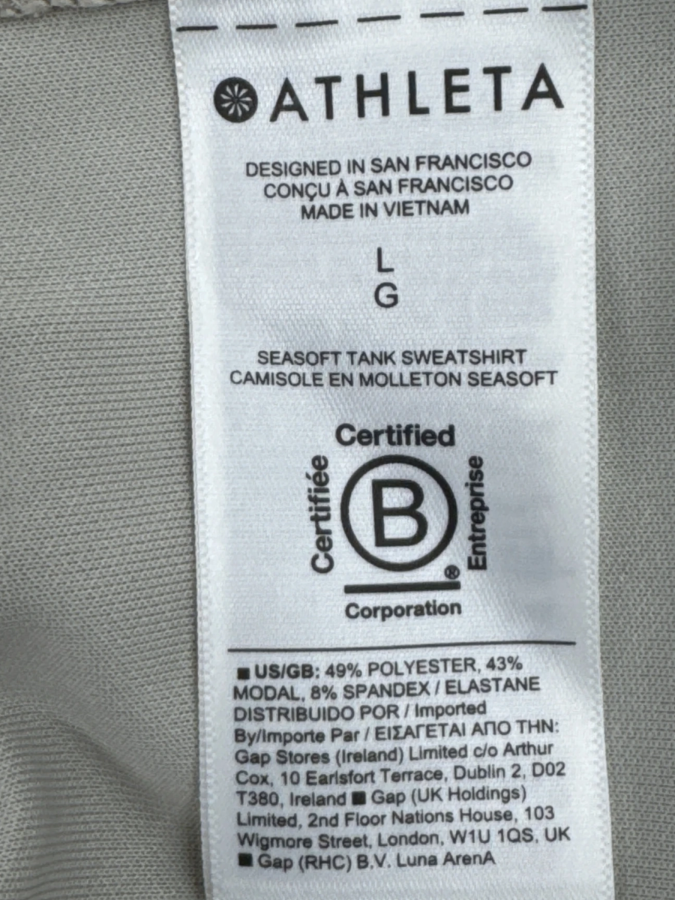 ATHLETA
DESIGNED IN SAN FRANCISCO
CONÇU À SAN FRANCISCO
MADE IN VIETNAM
L
G
SEASOFT TANK SWEATSHIRT
CAMISOLE EN MOLLETON SEASOFT
Certified
Certifiée
B
Entreprise
®
Corporation
■ US/GB: 49% POLYESTER, 43%
MODAL, 8% SPANDEX / ELASTANE
DISTRIBUIDO POR / Imported
By/Importe Par / ΕΙΣΑΓΕΤΑΙ ΑΠΟ ΤΗΝ:
Gap Stores (Ireland) Limited c/o Arthur
Cox, 10 Earlsfort Terrace, Dublin 2, D02
T380, Ireland ■ Gap (UK Holdings)
Limited, 2nd Floor Nations House, 103
Wigmore Street, London, W1U 1QS, UK
■ Gap (RHC) B.V. Luna ArenA